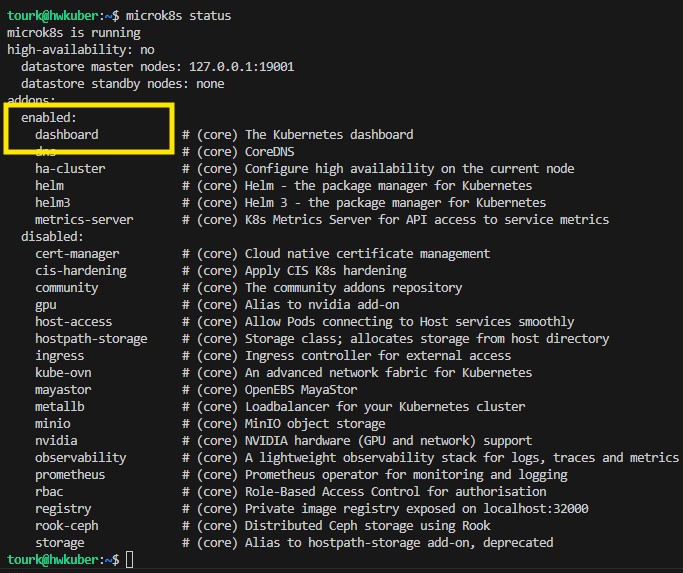 tourk@hwkuber:~$ microk8s status
microk8s is running
high-availability: no
  datastore master nodes: 127.0.0.1:19001
  datastore standby nodes: none
addons:
  enabled:
    dashboard            # (core) The Kubernetes dashboard
    dns                  # (core) CoreDNS
    ha-cluster           # (core) Configure high availability on the current node
    helm                 # (core) Helm - the package manager for Kubernetes
    helm3                # (core) Helm 3 - the package manager for Kubernetes
    metrics-server       # (core) K8s Metrics Server for API access to service metrics
  disabled:
    cert-manager         # (core) Cloud native certificate management
    cis-hardening        # (core) Apply CIS K8s hardening
    community            # (core) The community addons repository
    gpu                  # (core) Alias to nvidia add-on
    host-access          # (core) Allow Pods connecting to Host services smoothly
    hostpath-storage     # (core) Storage class; allocates storage from host directory
    ingress              # (core) Ingress controller for external access
    kube-ovn             # (core) An advanced network fabric for Kubernetes
    mayastor             # (core) OpenEBS MayaStor
    metallb              # (core) Loadbalancer for your Kubernetes cluster
    minio                # (core) MinIO object storage
    nvidia               # (core) NVIDIA hardware (GPU and network) support
    observability        # (core) A lightweight observability stack for logs, traces and metrics
    prometheus           # (core) Prometheus operator for monitoring and logging
    rbac                 # (core) Role-Based Access Control for authorisation
    registry             # (core) Private image registry exposed on localhost:32000
    rook-ceph            # (core) Distributed Ceph storage using Rook
    storage              # (core) Alias to hostpath-storage add-on, deprecated
tourk@hwkuber:~$